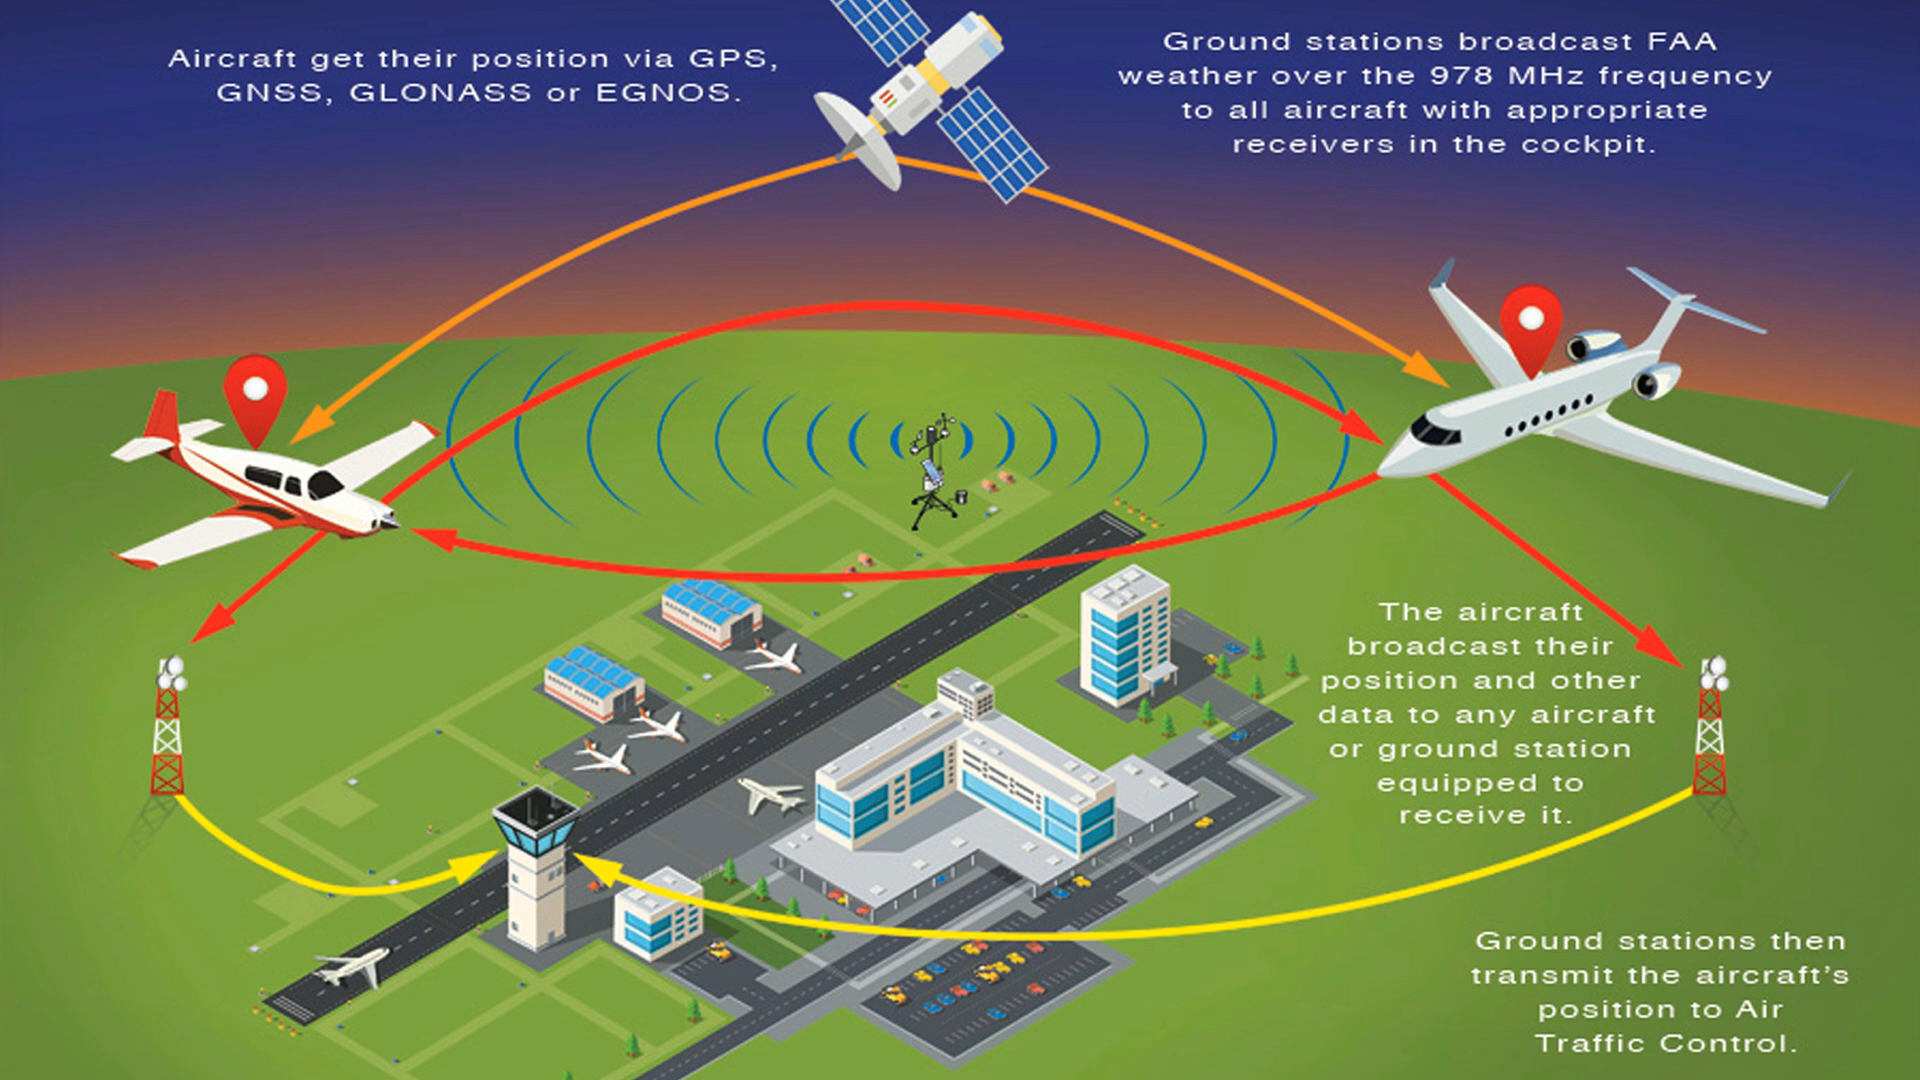 Aircraft get their position via GPS,
GNSS, GLONASS or EGNOS.
Ground stations broadcast FAA
weather over the 978 MHz frequency
to all aircraft with appropriate
receivers in the cockpit.
The aircraft
broadcast their
position and other
data to any aircraft
or ground station
equipped to
receive it.
Ground stations then
transmit the aircraft’s
position to Air
Traffic Control.